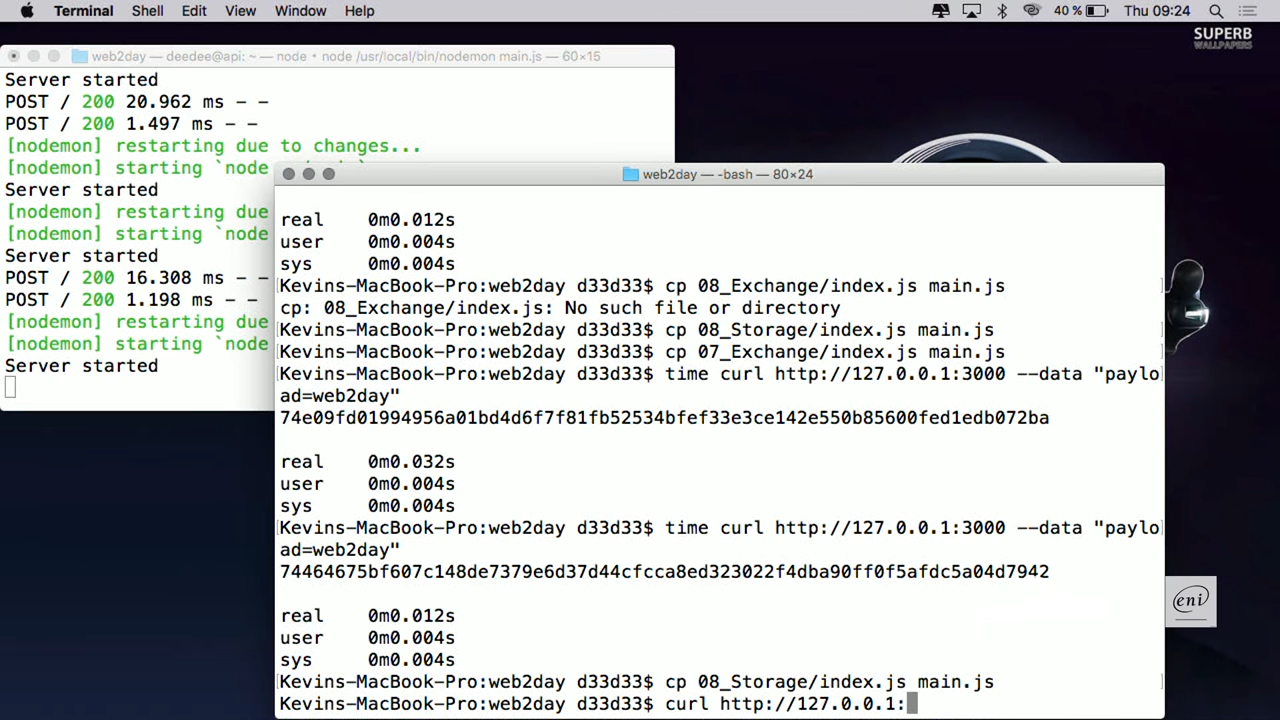 Terminal Shell Edit View Window Help 40 % Thu 09:24
SUPERB
WALLPAPERS
web2day — deedee@api: ~ — node • node /usr/local/bin/nodemon main.js — 60×15
Server started
POST / 200 20.962 ms - -
POST / 200 1.497 ms - -
[nodemon] restarting due to changes...
[nodemon] starting `node
Server started
[nodemon] restarting due
[nodemon] starting `node
Server started
POST / 200 16.308 ms - -
POST / 200 1.198 ms - -
[nodemon] restarting due
[nodemon] starting `node
Server started
web2day — -bash — 80×24
real 0m0.012s
user 0m0.004s
sys 0m0.004s
[Kevins-MacBook-Pro:web2day d33d33$ cp 08_Exchange/index.js main.js ]
cp: 08_Exchange/index.js: No such file or directory
[Kevins-MacBook-Pro:web2day d33d33$ cp 08_Storage/index.js main.js ]
[Kevins-MacBook-Pro:web2day d33d33$ cp 07_Exchange/index.js main.js ]
[Kevins-MacBook-Pro:web2day d33d33$ time curl http://127.0.0.1:3000 --data "paylo]
ad=web2day"
74e09fd01994956a01bd4d6f7f81fb52534bfef33e3ce142e550b85600fed1edb072ba
real 0m0.032s
user 0m0.004s
sys 0m0.004s
[Kevins-MacBook-Pro:web2day d33d33$ time curl http://127.0.0.1:3000 --data "paylo]
ad=web2day"
74464675bf607c148de7379e6d37d44cfcca8ed323022f4dba90ff0f5afdc5a04d7942
real 0m0.012s
user 0m0.004s
sys 0m0.004s
[Kevins-MacBook-Pro:web2day d33d33$ cp 08_Storage/index.js main.js ]
Kevins-MacBook-Pro:web2day d33d33$ curl http://127.0.0.1:
eni